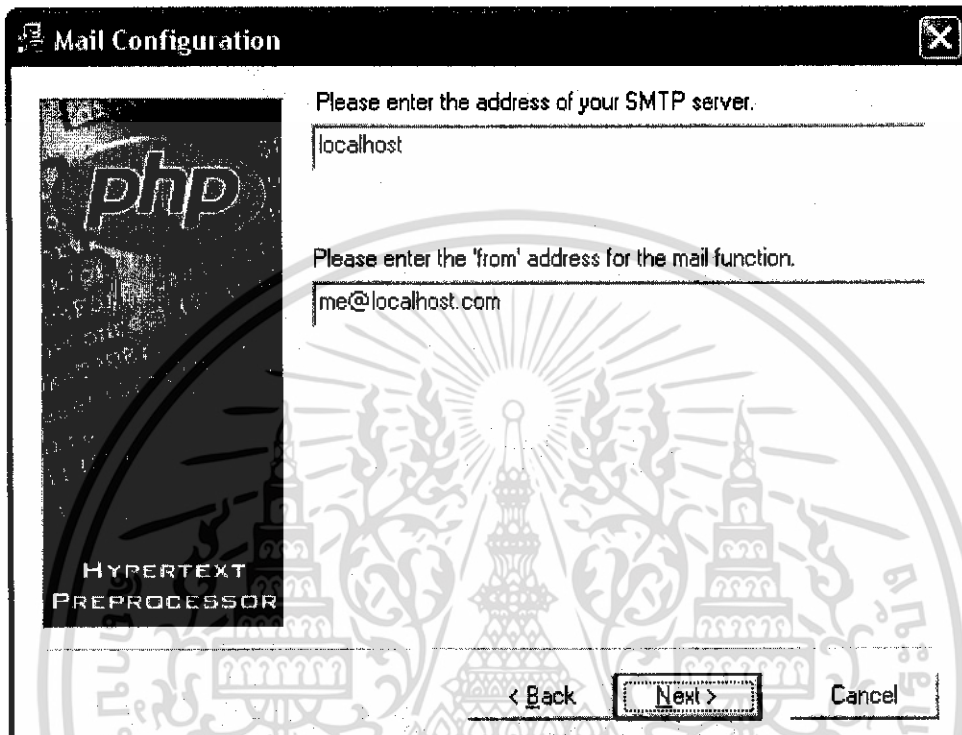 Mail Configuration
Please enter the address of your SMTP server.
localhost
php
Please enter the 'from' address for the mail function.
me@localhost.com
HYPERTEXT
PREPROCESSOR
< Back
Next >
Cancel